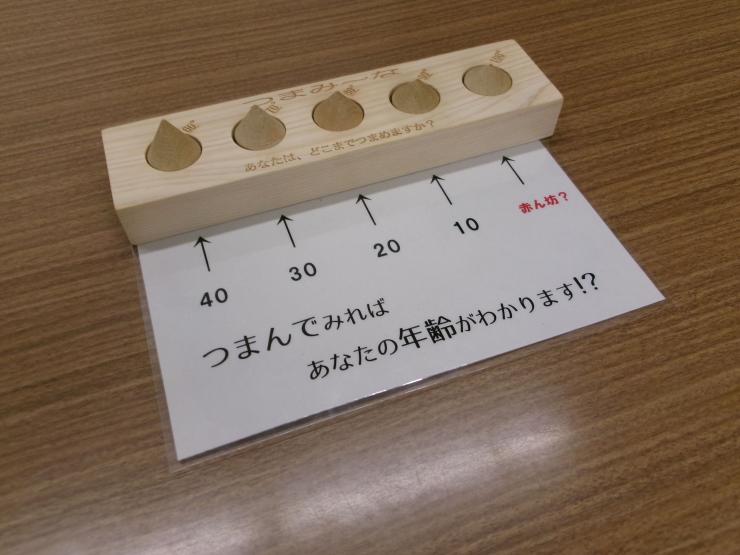 つまみ～な
あなたは、どこまでつまめますか？
40
30
20
10
赤ん坊？
つまんでみれば
あなたの年齢がわかります!?